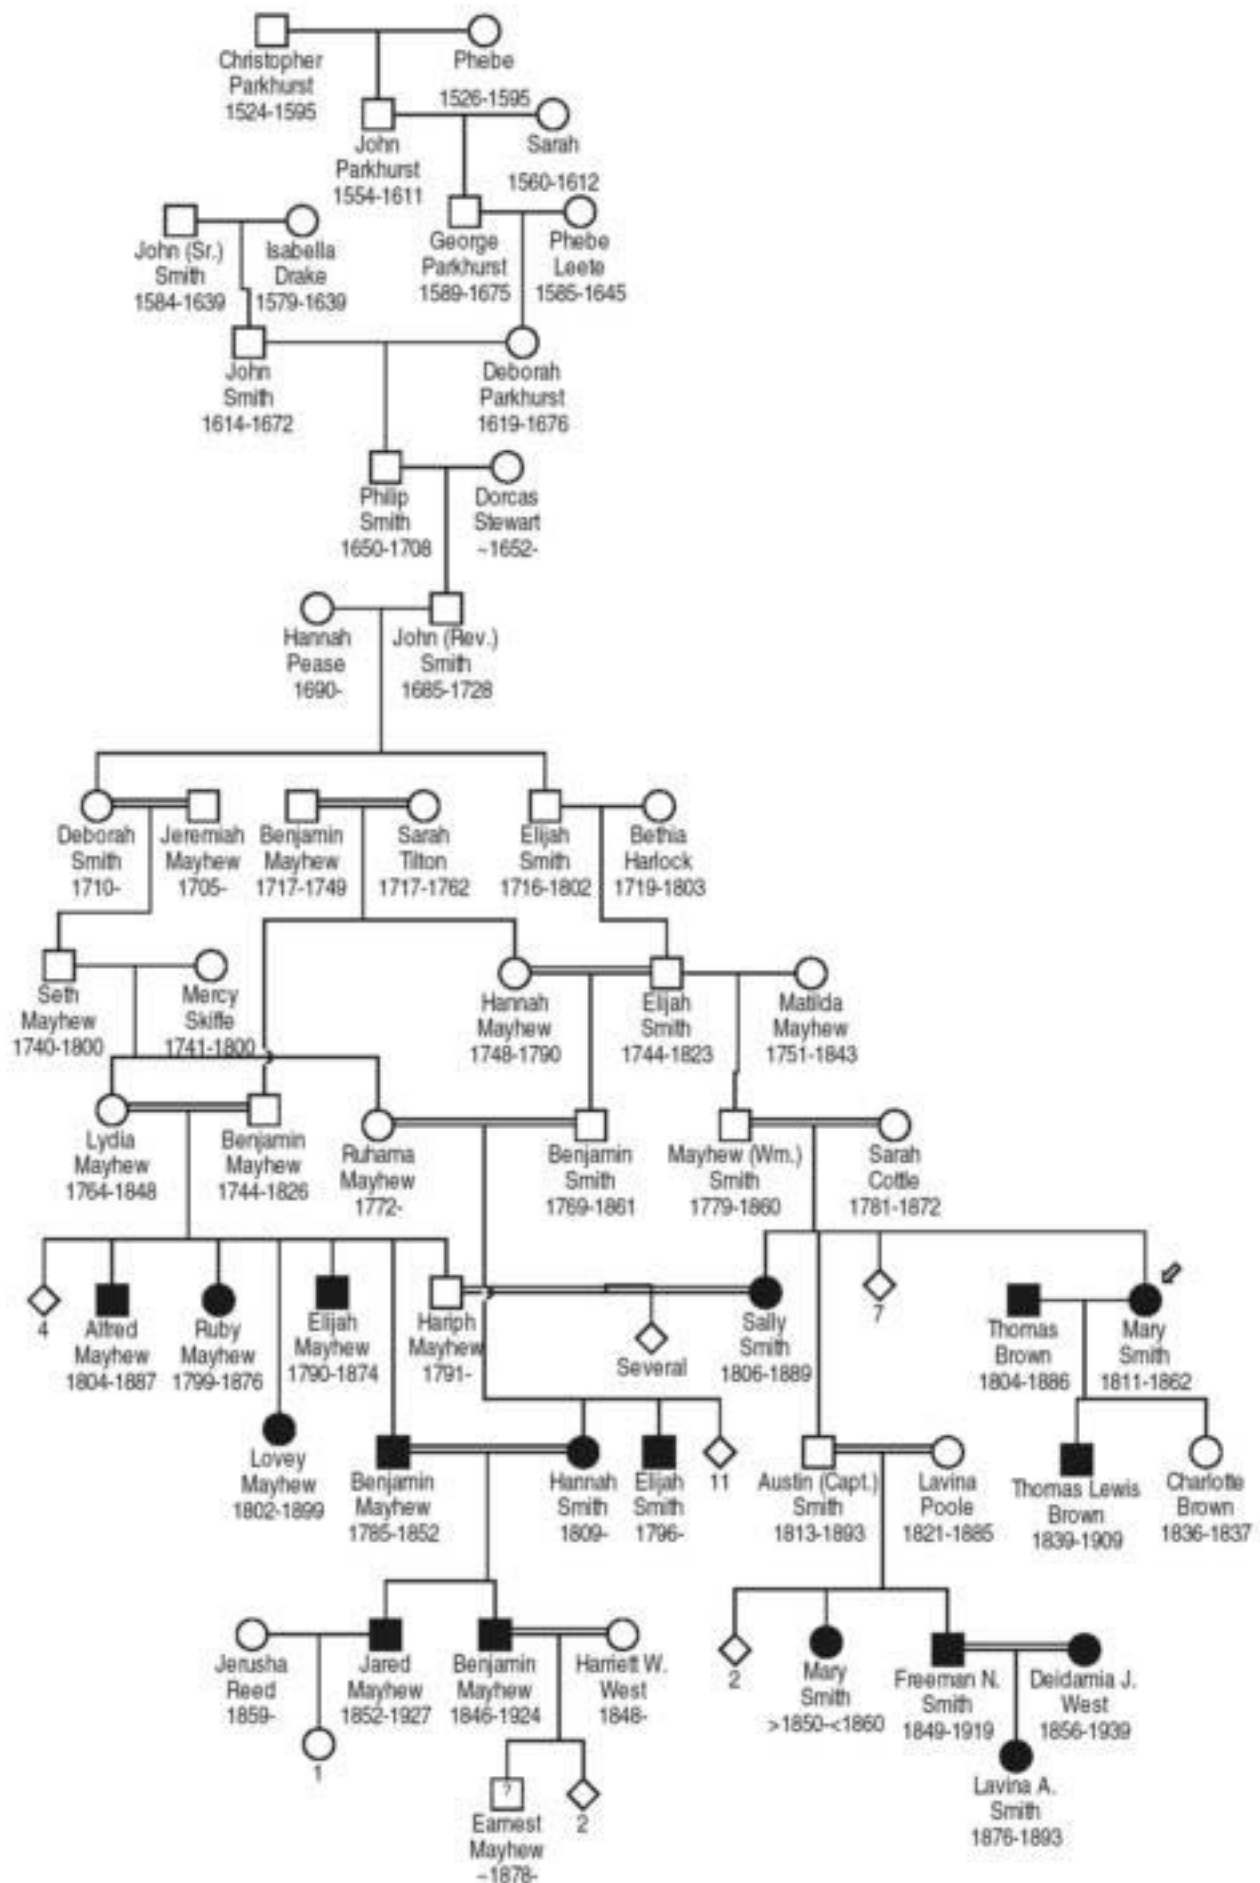 Christopher
Parkhurst
1524-1595
Phebe
1526-1595
John
Parkhurst
1554-1611
Sarah
1560-1612
John (Sr.)
Smith
1584-1639
Isabella
Drake
1579-1639
George
Parkhurst
1589-1675
Phebe
Leete
1585-1645
John
Smith
1614-1672
Deborah
Parkhurst
1619-1676
Philip
Smith
1650-1708
Dorcas
Stewart
~1652-
Hannah
Pease
1690-
John (Rev.)
Smith
1685-1728
Deborah
Smith
1710-
Jeremiah
Mayhew
1705-
Benjamin
Mayhew
1717-1749
Sarah
Tilton
1717-1762
Elijah
Smith
1716-1802
Bethia
Harlock
1719-1803
Seth
Mayhew
1740-1800
Mercy
Skiffe
1741-1800
Hannah
Mayhew
1748-1790
Elijah
Smith
1744-1823
Matilda
Mayhew
1751-1843
Lydia
Mayhew
1764-1848
Benjamin
Mayhew
1744-1826
Ruhama
Mayhew
1772-
Benjamin
Smith
1769-1861
Mayhew (Wm.)
Smith
1779-1860
Sarah
Cottle
1781-1872
4
Alfred
Mayhew
1804-1887
Ruby
Mayhew
1799-1876
Elijah
Mayhew
1790-1874
Hariph
Mayhew
1791-
Several
Sally
Smith
1806-1889
7
Thomas
Brown
1804-1886
Mary
Smith
1811-1862
Lovey
Mayhew
1802-1899
Benjamin
Mayhew
1785-1852
Hannah
Smith
1809-
Elijah
Smith
1796-
11
Austin (Capt.)
Smith
1813-1893
Lavina
Poole
1821-1885
Thomas Lewis
Brown
1839-1909
Charlotte
Brown
1836-1837
Jerusha
Reed
1859-
Jared
Mayhew
1852-1927
Benjamin
Mayhew
1846-1924
Harriett W.
West
1848-
2
Mary
Smith
>1850-<1860
Freeman N.
Smith
1849-1919
Deidamia J.
West
1856-1939
1
?
Earnest
Mayhew
~1878-
2
Lavina A.
Smith
1876-1893